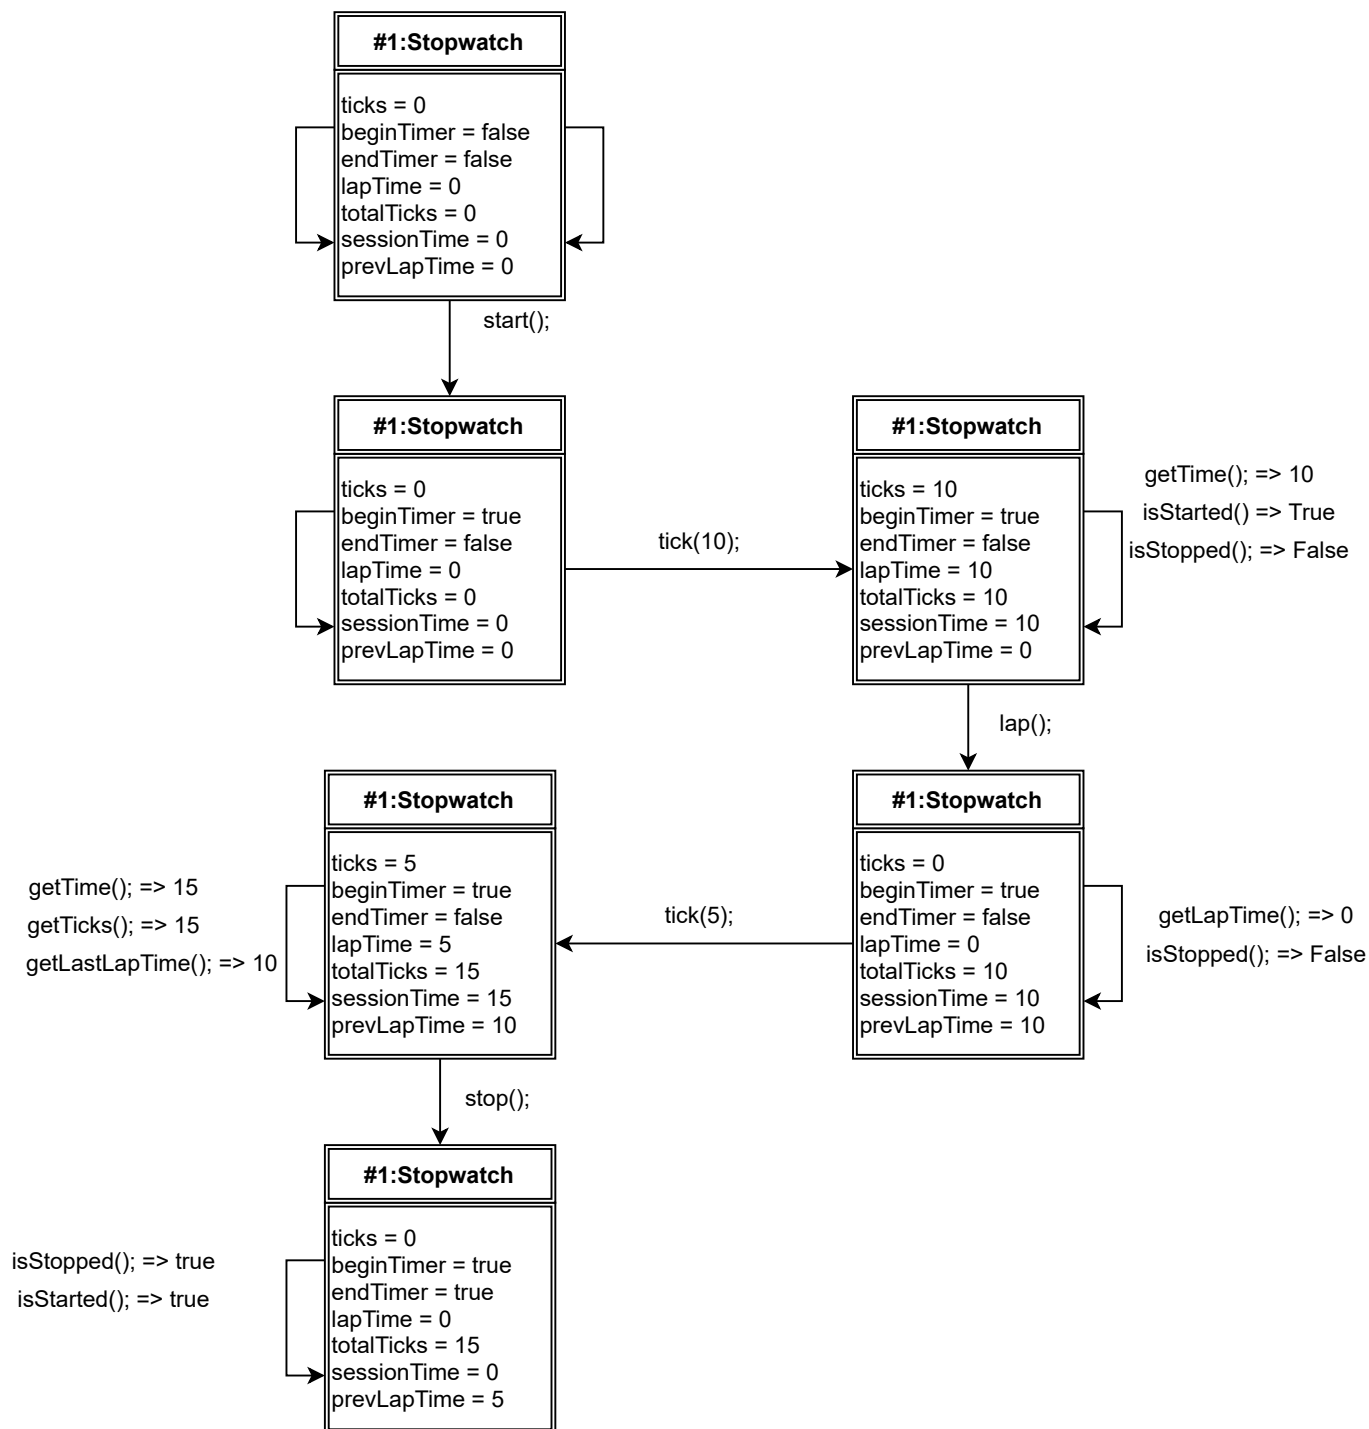 #1:Stopwatch
ticks = 0
beginTimer = false
endTimer = false
lapTime = 0
totalTicks = 0
sessionTime = 0
prevLapTime = 0
start();
#1:Stopwatch
ticks = 0
beginTimer = true
endTimer = false
lapTime = 0
totalTicks = 0
sessionTime = 0
prevLapTime = 0
tick(10);
#1:Stopwatch
ticks = 10
beginTimer = true
endTimer = false
lapTime = 10
totalTicks = 10
sessionTime = 10
prevLapTime = 0
getTime(); => 10
isStarted() => True
isStopped(); => False
lap();
#1:Stopwatch
ticks = 0
beginTimer = true
endTimer = false
lapTime = 0
totalTicks = 10
sessionTime = 10
prevLapTime = 10
getLapTime(); => 0
isStopped(); => False
tick(5);
#1:Stopwatch
ticks = 5
beginTimer = true
endTimer = false
lapTime = 5
totalTicks = 15
sessionTime = 15
prevLapTime = 10
getTime(); => 15
getTicks(); => 15
getLastLapTime(); => 10
stop();
#1:Stopwatch
ticks = 0
beginTimer = true
endTimer = true
lapTime = 0
totalTicks = 15
sessionTime = 0
prevLapTime = 5
isStopped(); => true
isStarted(); => true